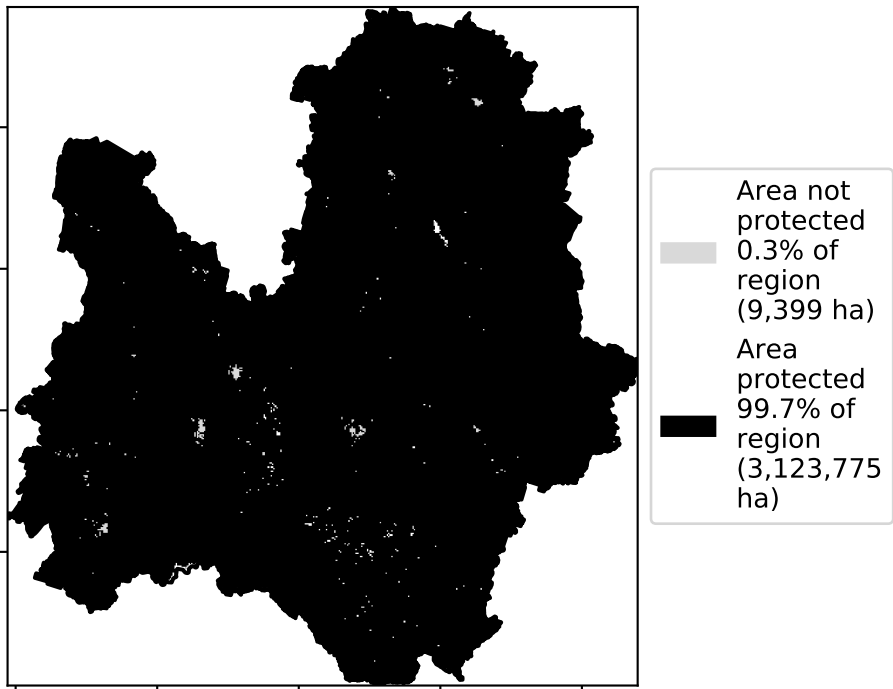 Area not
protected
0.3% of
region
(9,399 ha)
Area
protected
99.7% of
region
(3,123,775
ha)